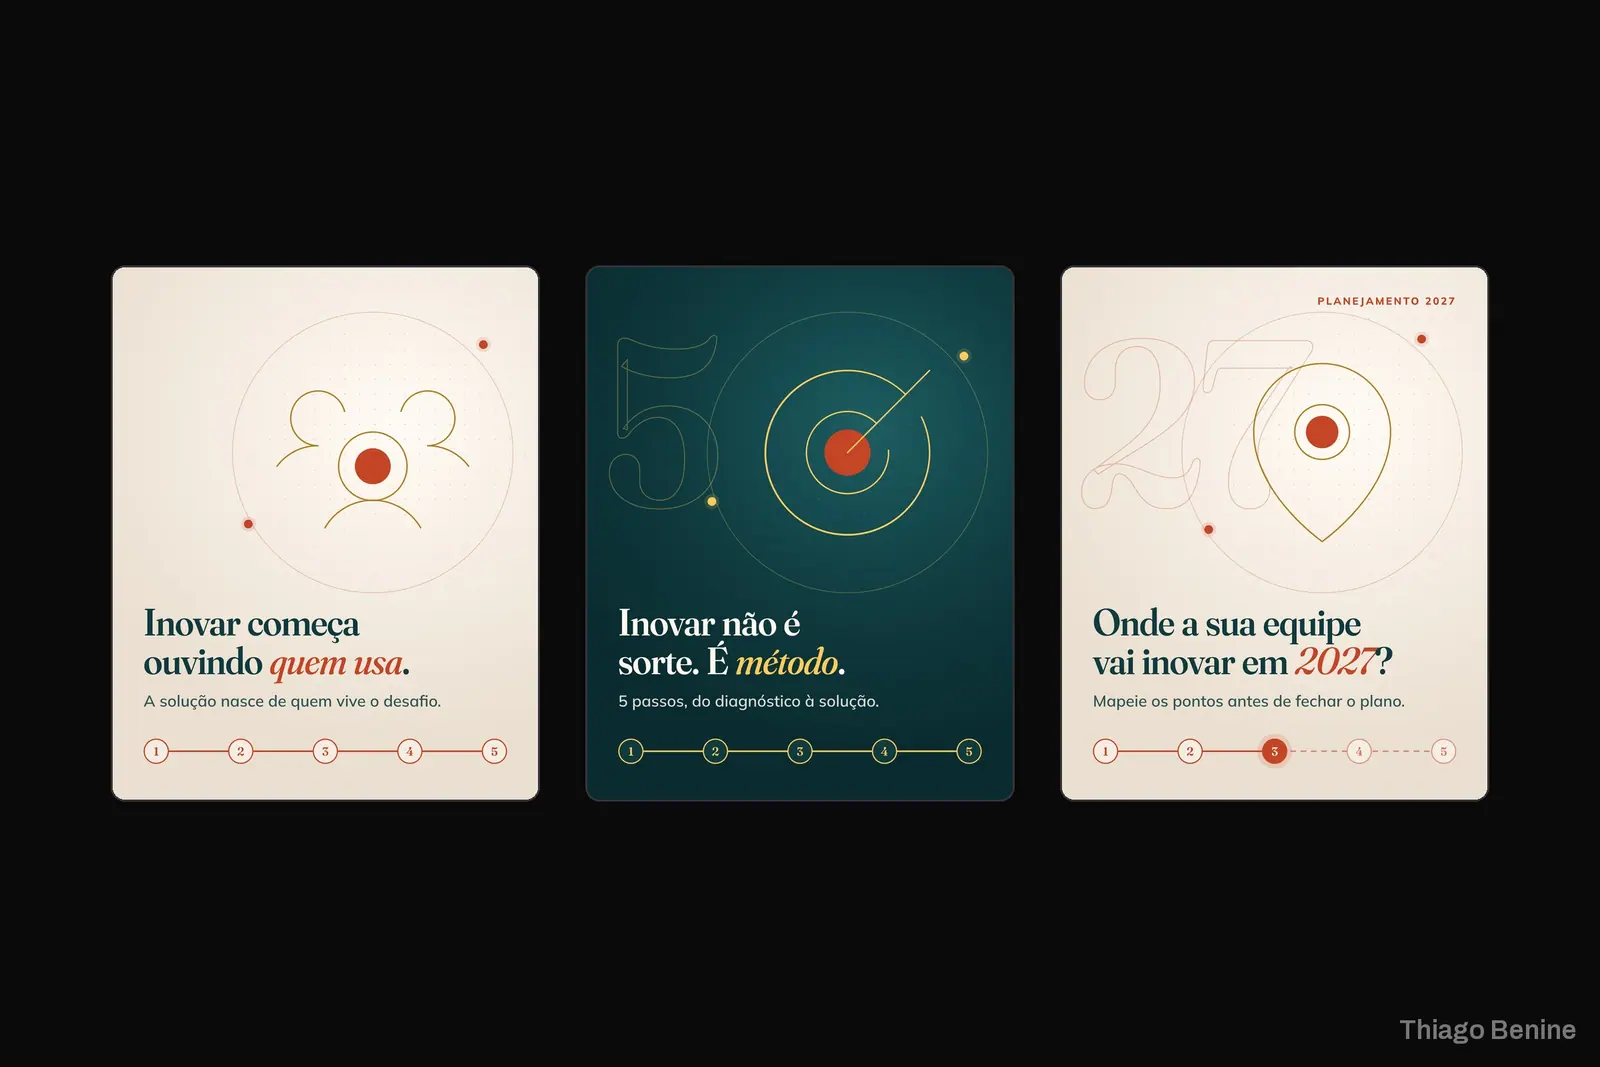 Inovar começa
ouvindo quem usa.
A solução nasce de quem vive o desafio.
1 2 3 4 5
5
Inovar não é
sorte. É método.
5 passos, do diagnóstico à solução.
1 2 3 4 5
PLANEJAMENTO 2027
27
Onde a sua equipe
vai inovar em 2027?
Mapeie os pontos antes de fechar o plano.
1 2 3 4 5
Thiago Benine